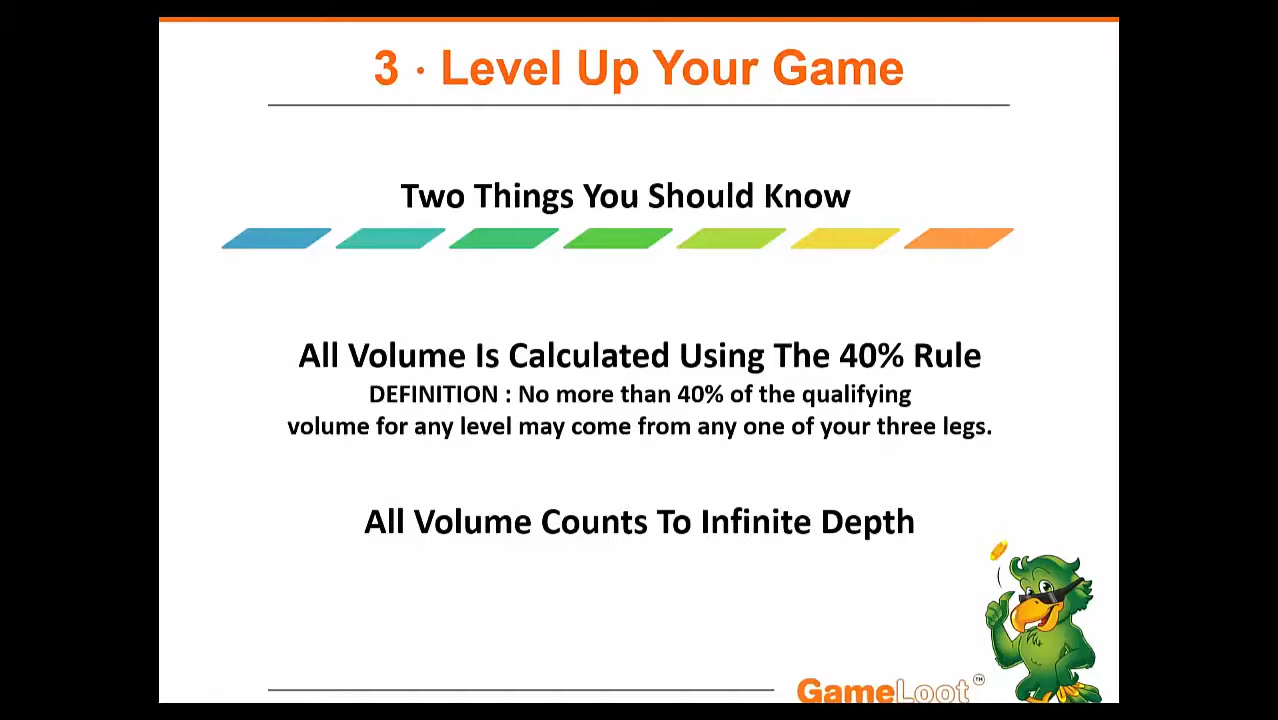 3 · Level Up Your Game
Two Things You Should Know
All Volume Is Calculated Using The 40% Rule
DEFINITION : No more than 40% of the qualifying
volume for any level may come from any one of your three legs.
All Volume Counts To Infinite Depth
GameLoot™